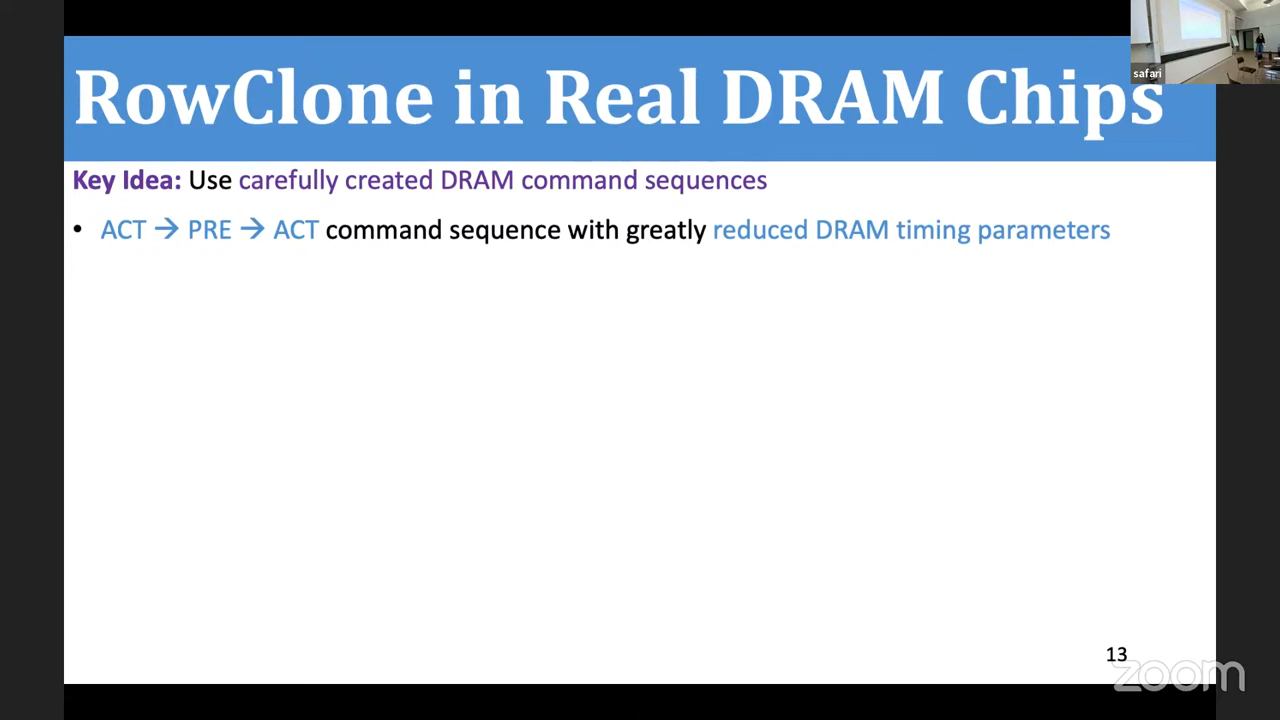 RowClone in Real DRAM Chips
safari
Key Idea: Use carefully created DRAM command sequences
• ACT → PRE → ACT command sequence with greatly reduced DRAM timing parameters
13
zoom